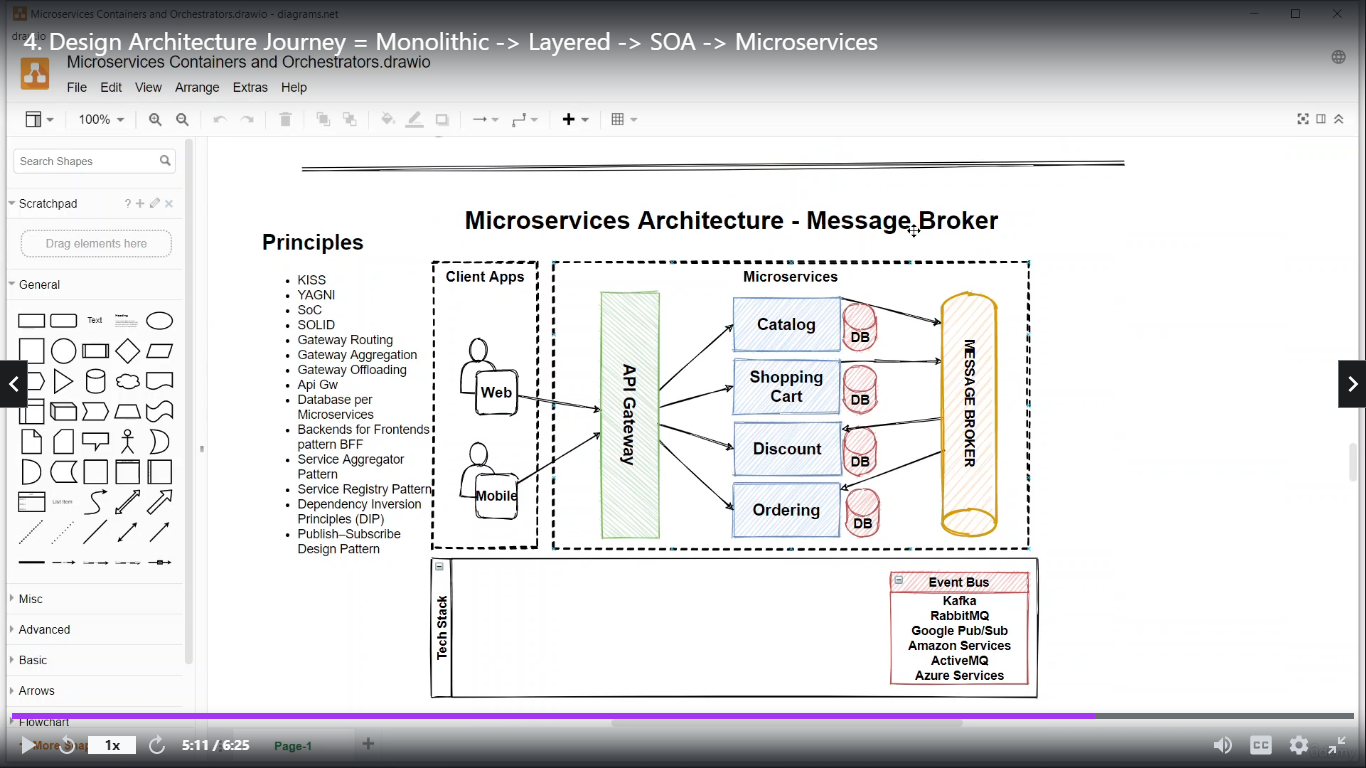 Microservices Containers and Orchestrators.drawio - diagrams.net
4. Design Architecture Journey = Monolithic -> Layered -> SOA -> Microservices
Microservices Containers and Orchestrators.drawio
File Edit View Arrange Extras Help
100%
Search Shapes
Scratchpad
?
Drag elements here
General
Text
Heading
List Item
Misc
Advanced
Basic
Arrows
Flowchart
Microservices Architecture - Message Broker
Principles
KISS
YAGNI
SoC
SOLID
Gateway Routing
Gateway Aggregation
Gateway Offloading
Api Gw
Database per
Microservices
Backends for Frontends
pattern BFF
Service Aggregator
Pattern
Service Registry Pattern
Dependency Inversion
Principles (DIP)
Publish–Subscribe
Design Pattern
Client Apps
Web
Mobile
Microservices
API Gateway
Catalog
DB
Shopping
Cart
DB
Discount
DB
Ordering
DB
MESSAGE BROKER
Tech Stack
Event Bus
Kafka
RabbitMQ
Google Pub/Sub
Amazon Services
ActiveMQ
Azure Services
1x
5:11 / 6:25
Page-1
CC